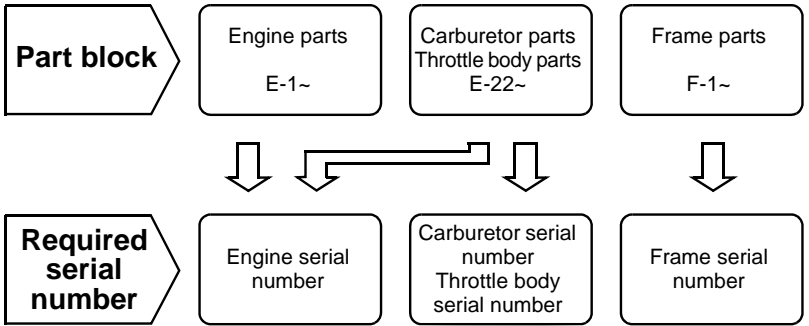 Part block
Engine parts
E-1~
Carburetor parts
Throttle body parts
E-22~
Frame parts
F-1~
Required
serial
number
Engine serial
number
Carburetor serial
number
Throttle body
serial number
Frame serial
number